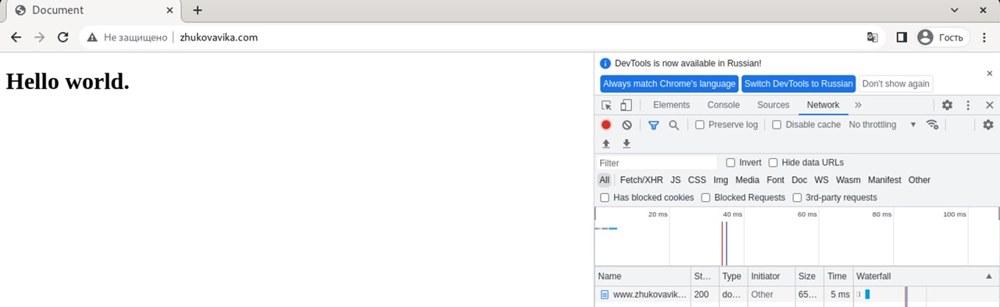 Document
Не защищено zhukovavika.com Гость
Hello world.
DevTools is now available in Russian!
Always match Chrome's language Switch DevTools to Russian Don't show again
Elements Console Sources Network
Preserve log Disable cache No throttling
Filter Invert Hide data URLs
All Fetch/XHR JS CSS Img Media Font Doc WS Wasm Manifest Other
Has blocked cookies Blocked Requests 3rd-party requests
20 ms 40 ms 60 ms 80 ms 100 ms
Name St... Type Initiator Size Time Waterfall
www.zhukovavik... 200 do... Other 65... 5 ms